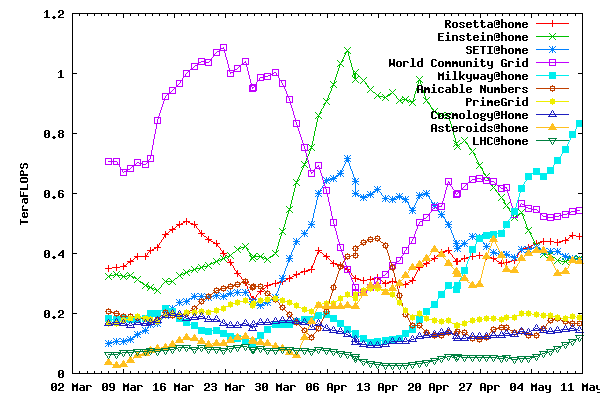 1,2
1
0,8
0,6
0,4
0,2
0
TeraFLOPS
Rosetta@home
Einstein@home
SETI@home
World Community Grid
Milkyway@home
Amicable Numbers
PrimeGrid
Cosmology@Home
Asteroids@home
LHC@home
02 Mar 09 Mar 16 Mar 23 Mar 30 Mar 06 Apr 13 Apr 20 Apr 27 Apr 04 May 11 May